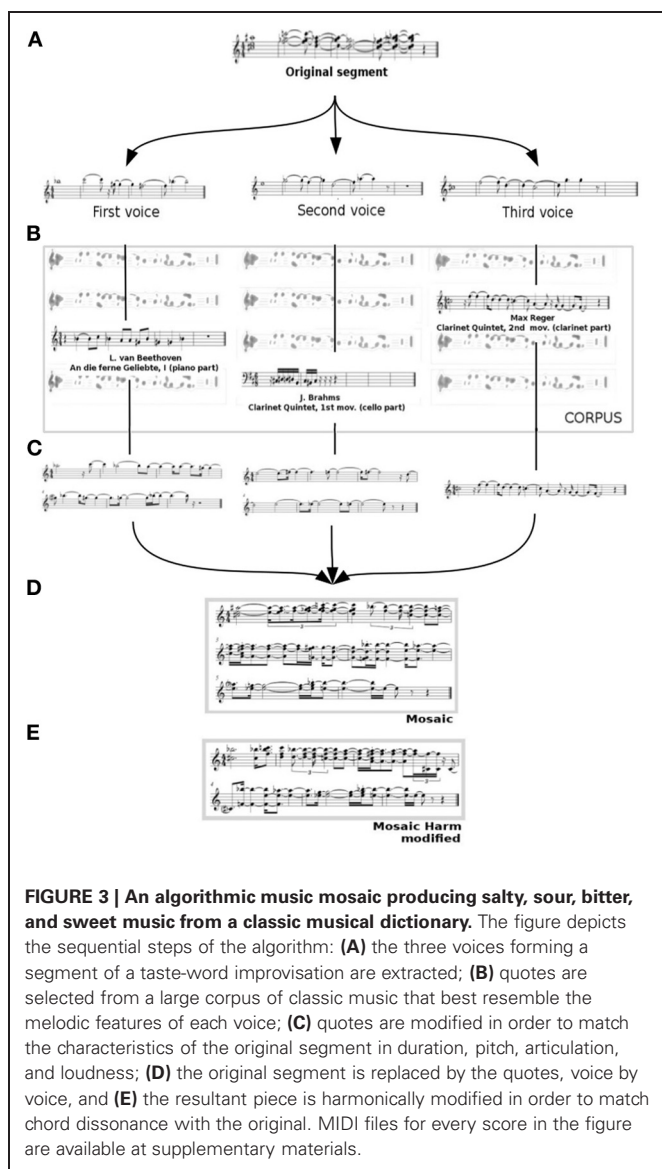 A
Original segment
First voice
Second voice
Third voice
B
Max Reger
Clarinet Quintet, 2nd mov. (clarinet part)
L. van Beethoven
An die ferne Geliebte, I (piano part)
J. Brahms
Clarinet Quintet, 1st mov. (cello part)
CORPUS
C
D
Mosaic
E
Mosaic Harm
modified
FIGURE 3 | An algorithmic music mosaic producing salty, sour, bitter,
and sweet music from a classic musical dictionary. The figure depicts
the sequential steps of the algorithm: (A) the three voices forming a
segment of a taste-word improvisation are extracted; (B) quotes are
selected from a large corpus of classic music that best resemble the
melodic features of each voice; (C) quotes are modified in order to match
the characteristics of the original segment in duration, pitch, articulation,
and loudness; (D) the original segment is replaced by the quotes, voice by
voice, and (E) the resultant piece is harmonically modified in order to match
chord dissonance with the original. MIDI files for every score in the figure
are available at supplementary materials.